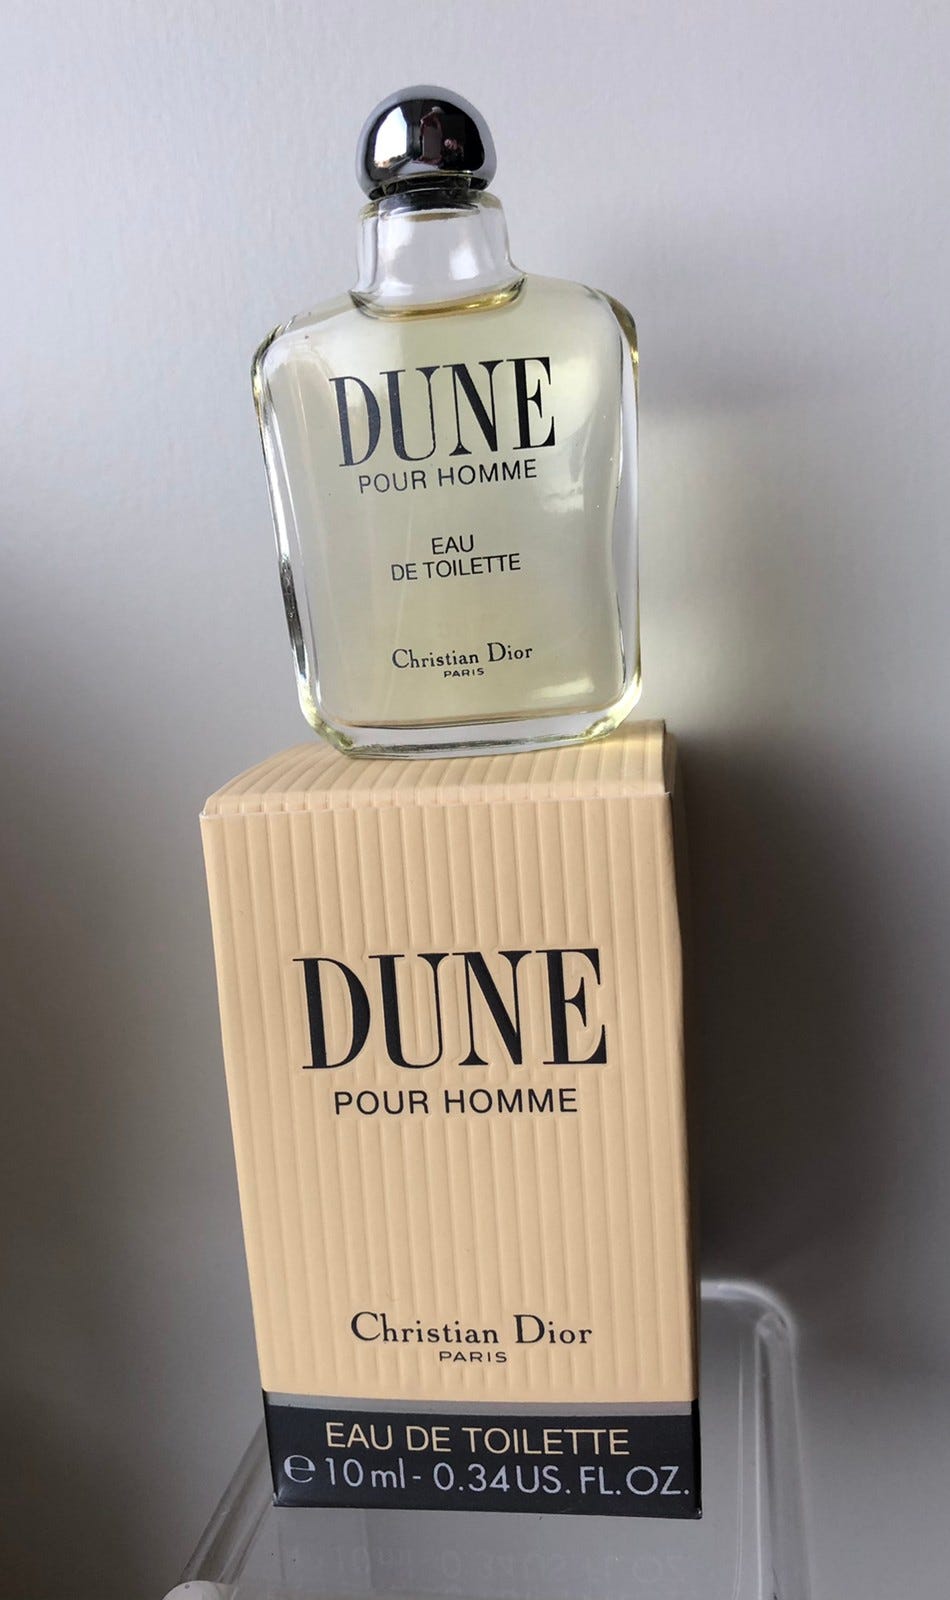 DUNE
POUR HOMME
EAU
DE TOILETTE
Christian Dior
PARIS
DUNE
POUR HOMME
Christian Dior
PARIS
EAU DE TOILETTE
℮ 10 ml - 0.34 US. FL. OZ.